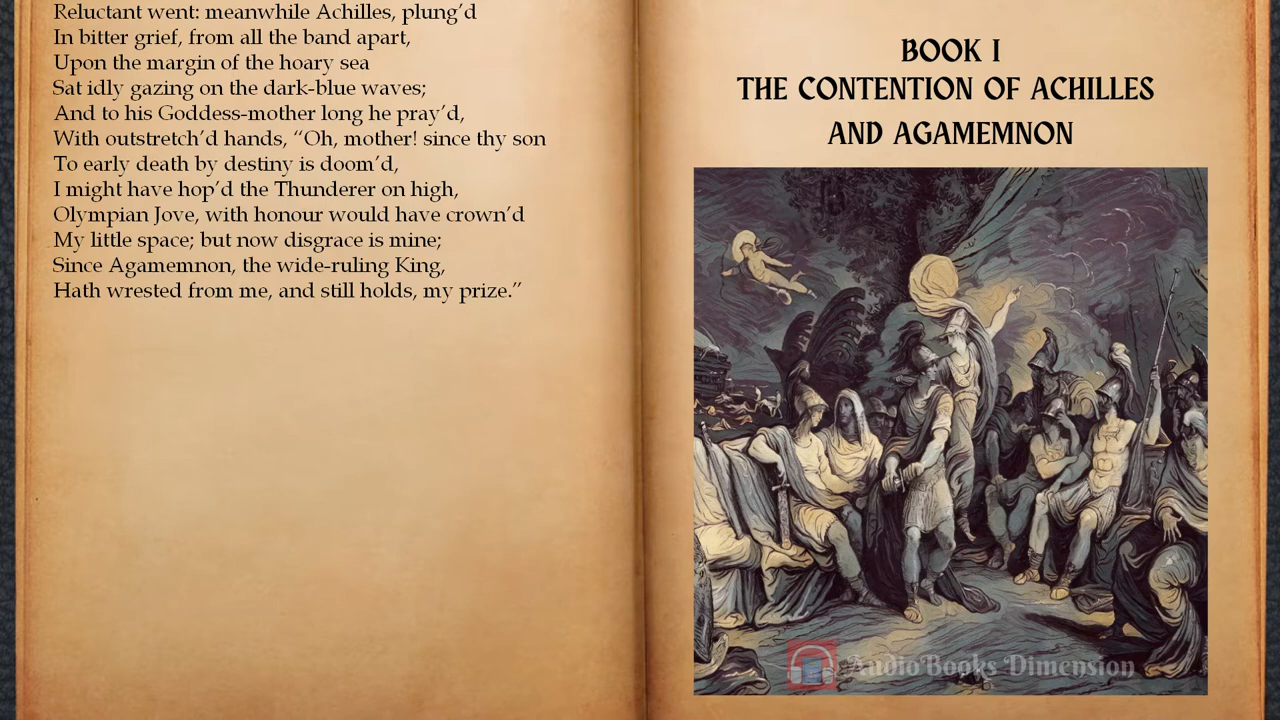 Reluctant went: meanwhile Achilles, plung’d
In bitter grief, from all the band apart,
Upon the margin of the hoary sea
Sat idly gazing on the dark-blue waves;
And to his Goddess-mother long he pray’d,
With outstretch’d hands, “Oh, mother! since thy son
To early death by destiny is doom’d,
I might have hop’d the Thunderer on high,
Olympian Jove, with honour would have crown’d
My little space; but now disgrace is mine;
Since Agamemnon, the wide-ruling King,
Hath wrested from me, and still holds, my prize.”
BOOK I
THE CONTENTION OF ACHILLES
AND AGAMEMNON
AudioBooks Dimension